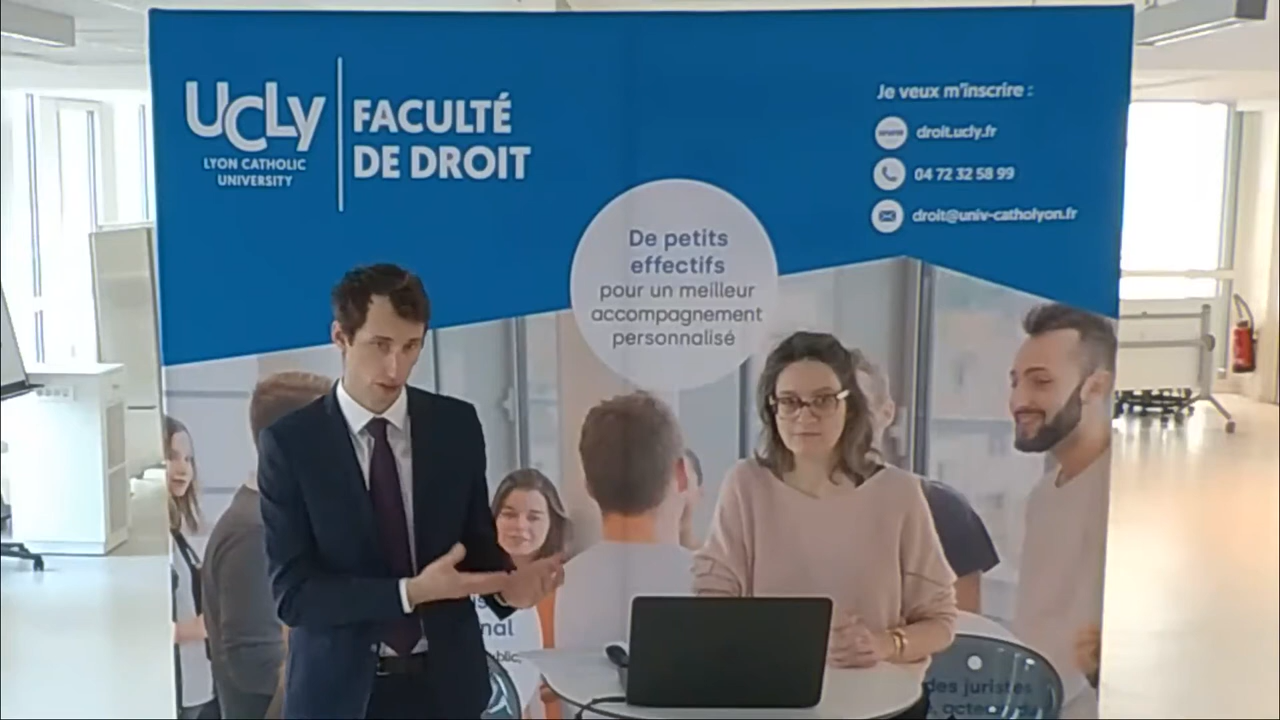 UCLy
LYON CATHOLIC
UNIVERSITY
FACULTÉ
DE DROIT
Je veux m'inscrire :
www
droit.ucly.fr
04 72 32 58 99
droit@univ-catholyon.fr
De petits
effectifs
pour un meilleur
accompagnement
personnalisé
des juristes